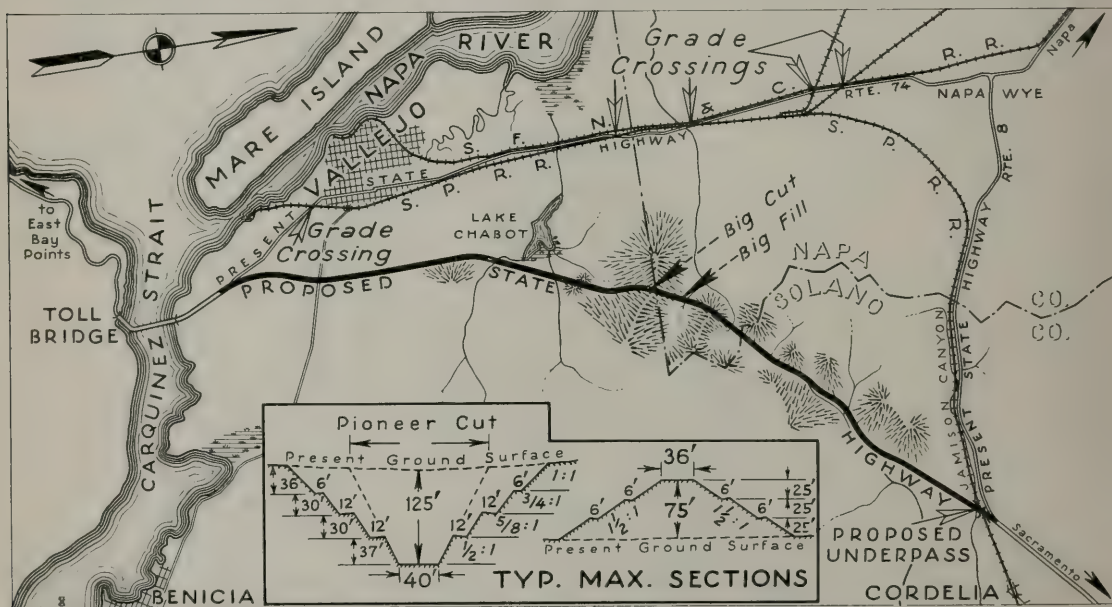 MARE ISLAND
NAPA
RIVER
Grade
Crossings
Napa
R. R.
RTE. 74
NAPA WYE
S. F. N. & C.
HIGHWAY
VALLEJO
STATE
S. P. R. R.
S. P. R. R.
RTE. 8
to
East
Bay
Points
PRESENT
Grade
Crossing
LAKE
CHABOT
Big Cut
Big Fill
NAPA
SOLANO
CO.
CO.
CARQUINEZ STRAIT
TOLL
BRIDGE
PROPOSED
STATE
HIGHWAY
JAMISON CANYON
PRESENT STATE HIGHWAY
PROPOSED
UNDERPASS
CORDELIA
Sacramento
BENICIA
Pioneer Cut
Present Ground Surface
36'
6'
30'
12'
30'
12'
37'
125'
40'
12'
12'
6'
1:1
3/4:1
5/8:1
1/2:1
36'
75'
6'
6'
6'
6'
1 1/2:1
1 1/2:1
25'
25'
25'
Present Ground Surface
TYP. MAX. SECTIONS